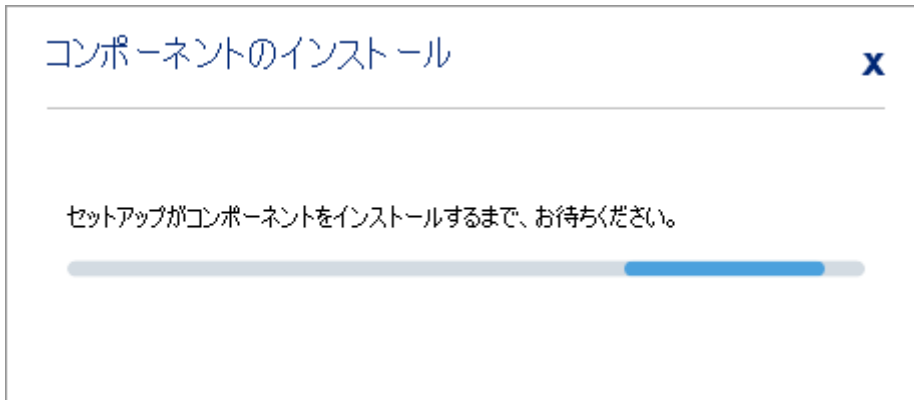 コンポーネントのインストール
x
セットアップがコンポーネントをインストールするまで、お待ちください。